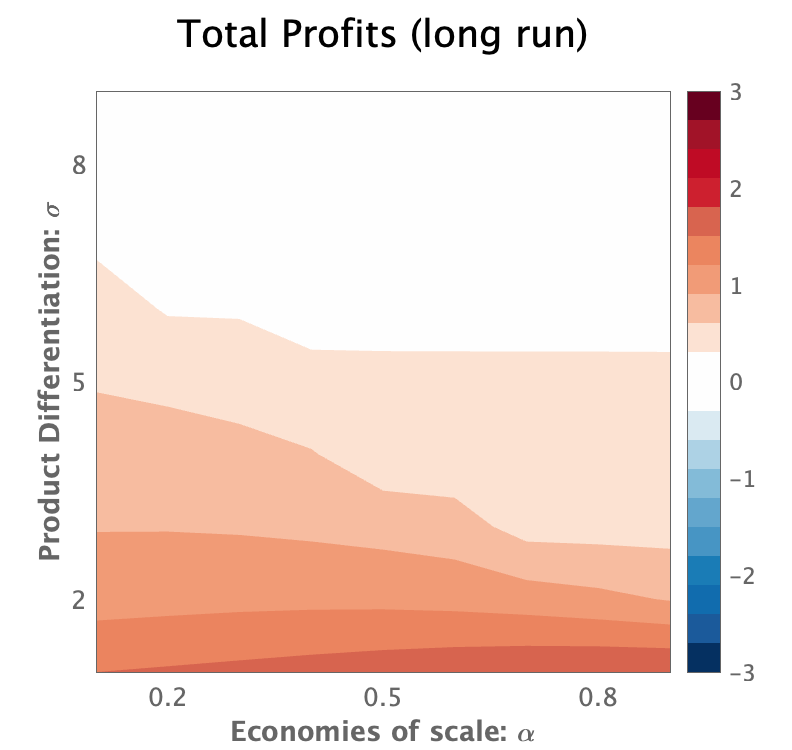 Total Profits (long run)
Product Differentiation: σ
8
5
2
0.2 0.5 0.8
Economies of scale: α
3
2
1
0
−1
−2
−3